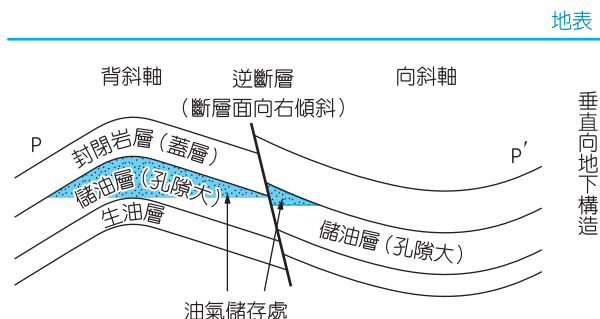 地表
背斜軸
逆斷層
（斷層面向右傾斜）
向斜軸
垂直向地下構造
P
P′
封閉岩層（蓋層）
儲油層（孔隙大）
生油層
儲油層（孔隙大）
油氣儲存處